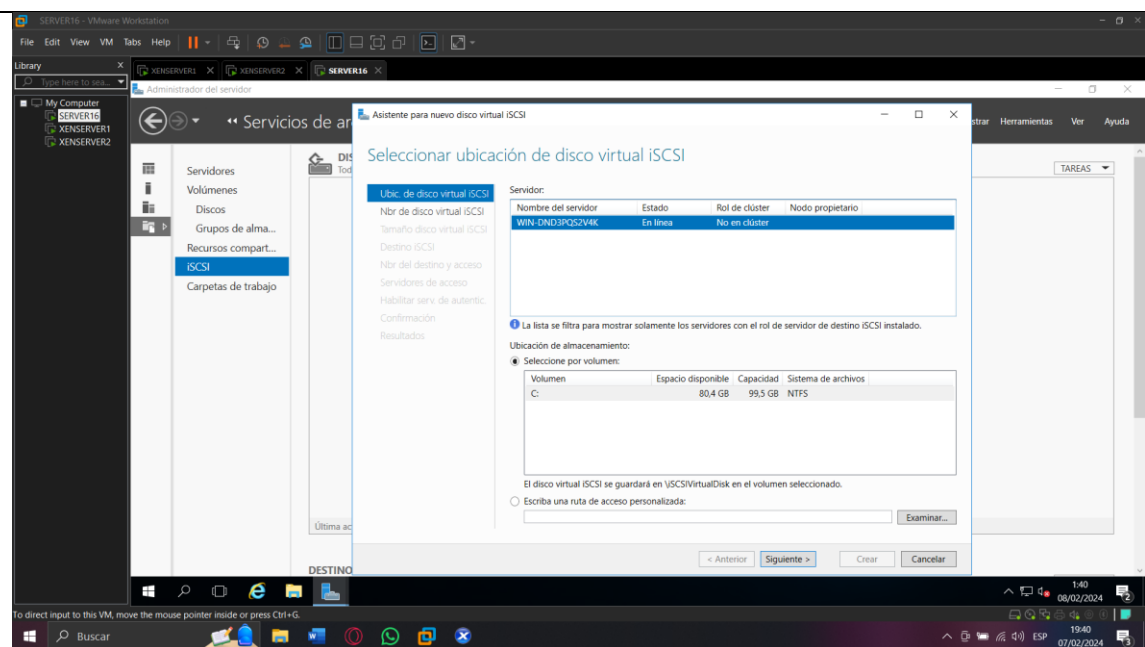 SERVER16 - VMware Workstation
File Edit View VM Tabs Help
Library X
Type here to sea...
My Computer
SERVER16
XENSERVER1
XENSERVER2
XENSERVER1 X XENSERVER2 X SERVER16 X
Administrador del servidor
Servicios de ar
strar Herramientas Ver Ayuda
Servidores
Volúmenes
Discos
Grupos de alma...
Recursos compart...
iSCSI
Carpetas de trabajo
DIS
Tod
TAREAS
Última ac
DESTINO
Asistente para nuevo disco virtual iSCSI
Seleccionar ubicación de disco virtual iSCSI
Ubic. de disco virtual iSCSI
Nbr de disco virtual iSCSI
Tamaño disco virtual iSCSI
Destino iSCSI
Nbr del destino y acceso
Servidores de acceso
Habilitar serv. de autentic.
Confirmación
Resultados
Servidor:
Nombre del servidor Estado Rol de clúster Nodo propietario
WIN-DND3PQS2V4K En línea No en clúster
La lista se filtra para mostrar solamente los servidores con el rol de servidor de destino iSCSI instalado.
Ubicación de almacenamiento:
Seleccione por volumen:
Volumen Espacio disponible Capacidad Sistema de archivos
C: 80,4 GB 99,5 GB NTFS
El disco virtual iSCSI se guardará en \iSCSIVirtualDisk en el volumen seleccionado.
Escriba una ruta de acceso personalizada:
Examinar...
< Anterior Siguiente > Crear Cancelar
1:40
08/02/2024
To direct input to this VM, move the mouse pointer inside or press Ctrl+G.
Buscar
ESP
19:40
07/02/2024